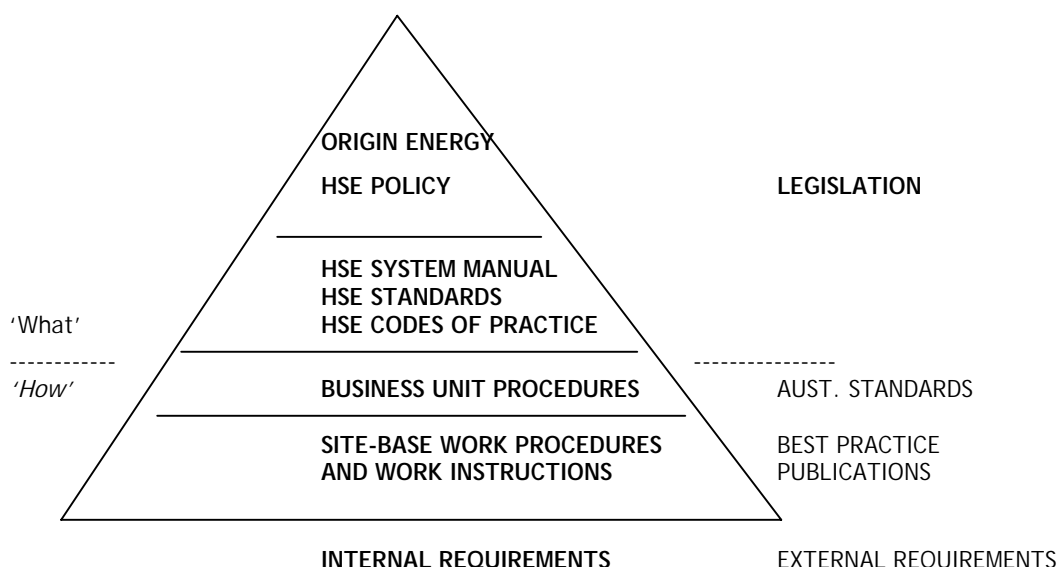 ORIGIN ENERGY
HSE POLICY
LEGISLATION
HSE SYSTEM MANUAL
HSE STANDARDS
‘What’
HSE CODES OF PRACTICE
------------ ---------------
‘How’
BUSINESS UNIT PROCEDURES
AUST. STANDARDS
SITE-BASE WORK PROCEDURES
AND WORK INSTRUCTIONS
BEST PRACTICE
PUBLICATIONS
INTERNAL REQUIREMENTS
EXTERNAL REQUIREMENTS